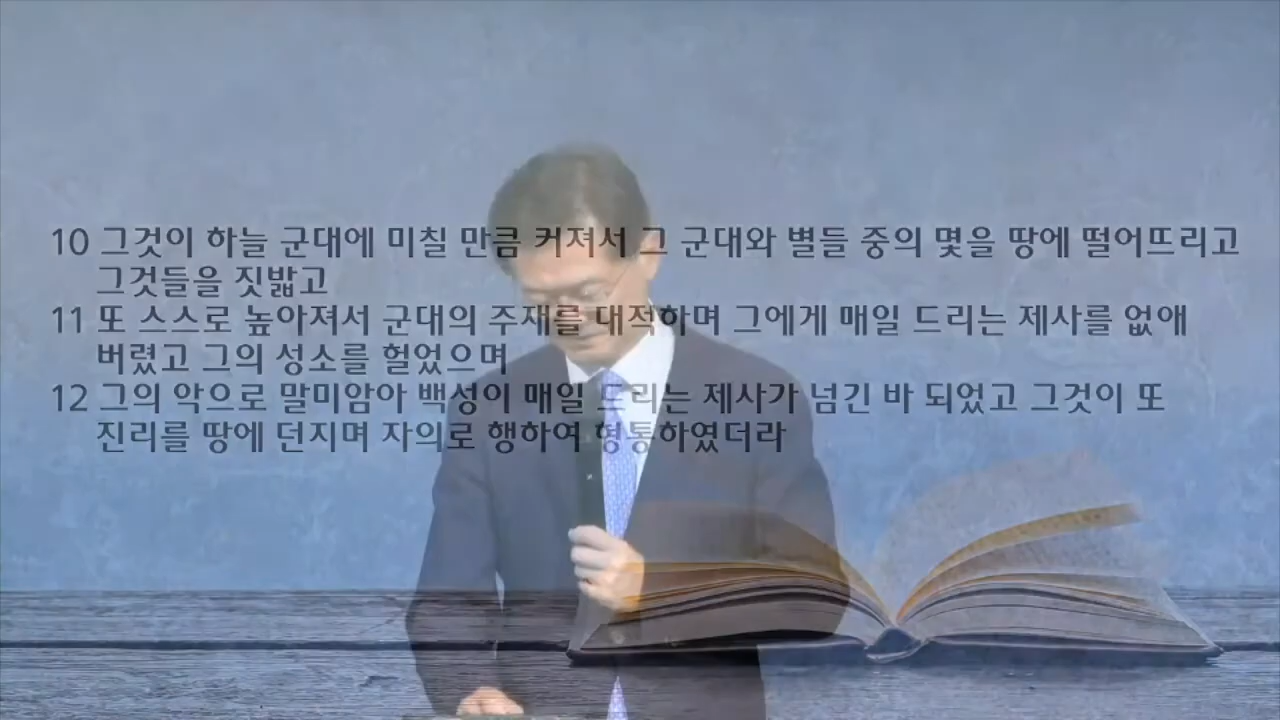 10 그것이 하늘 군대에 미칠 만큼 커져서 그 군대와 별들 중의 몇을 땅에 떨어뜨리고
그것들을 짓밟고
11 또 스스로 높아져서 군대의 주재를 대적하며 그에게 매일 드리는 제사를 없애
버렸고 그의 성소를 헐었으며
12 그의 악으로 말미암아 백성이 매일 드리는 제사가 넘긴 바 되었고 그것이 또
진리를 땅에 던지며 자의로 행하여 형통하였더라